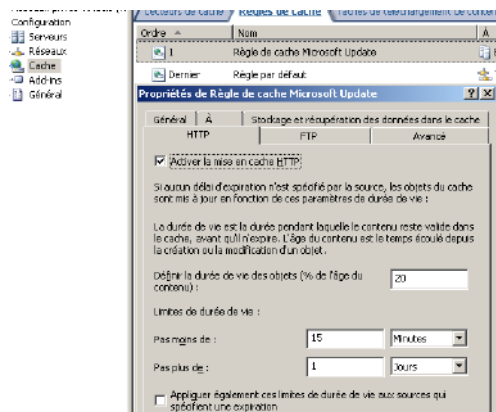 Configuration
Serveurs
Réseaux
Cache
Add-ins
Général
Lecteurs de cache
Règles de cache
de téléchargement de conten
Ordre
Nom
À
1
Règle de cache Microsoft Update
Dernier
Règle par défaut
Propriétés de Règle de cache Microsoft Update
Général
À
Stockage et récupération des données dans le cache
HTTP
FTP
Avancé
Activer la mise en cache HTTP
Si aucun délai d'expiration n'est spécifié par la source, les objets du cache
sont mis à jour en fonction de ces paramètres de durée de vie :
La durée de vie est la durée pendant laquelle le contenu reste valide dans
le cache, avant qu'il n'expire. L'âge du contenu est le temps écoulé depuis
la création ou la modification d'un objet.
Définir la durée de vie des objets (% de l'âge du
contenu) :
20
Limites de durée de vie :
Pas moins de :
15
Minutes
Pas plus de :
1
Jours
Appliquer également ces limites de durée de vie aux sources qui
spécifient une expiration